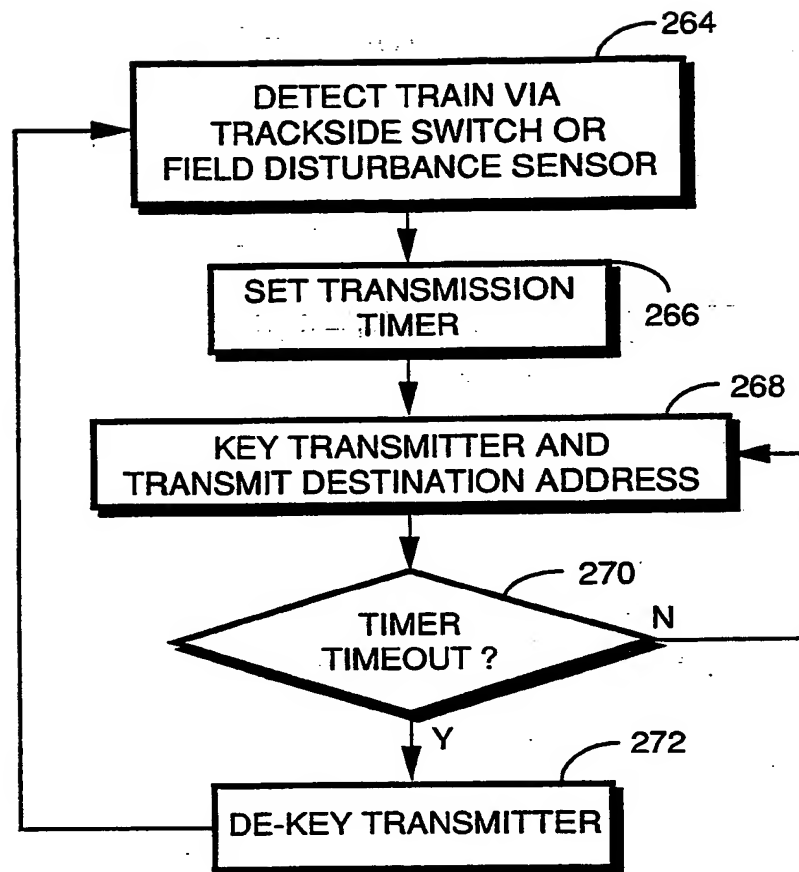 264
DETECT TRAIN VIA
TRACKSIDE SWITCH OR
FIELD DISTURBANCE SENSOR
SET TRANSMISSION
TIMER
266
268
KEY TRANSMITTER AND
TRANSMIT DESTINATION ADDRESS
270
TIMER
TIMEOUT ?
N
Y
272
DE-KEY TRANSMITTER